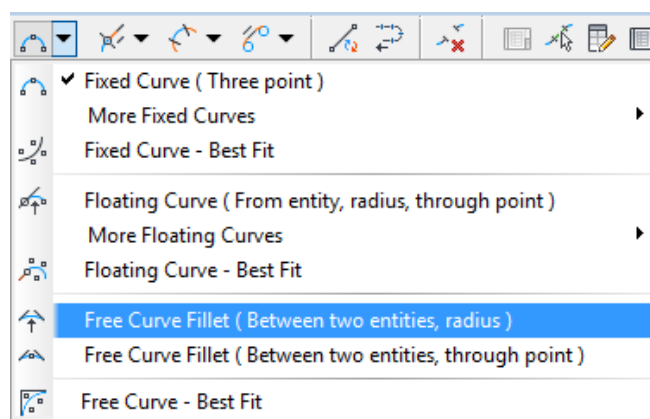 Fixed Curve ( Three point )
More Fixed Curves
Fixed Curve - Best Fit
Floating Curve ( From entity, radius, through point )
More Floating Curves
Floating Curve - Best Fit
Free Curve Fillet ( Between two entities, radius )
Free Curve Fillet ( Between two entities, through point )
Free Curve - Best Fit